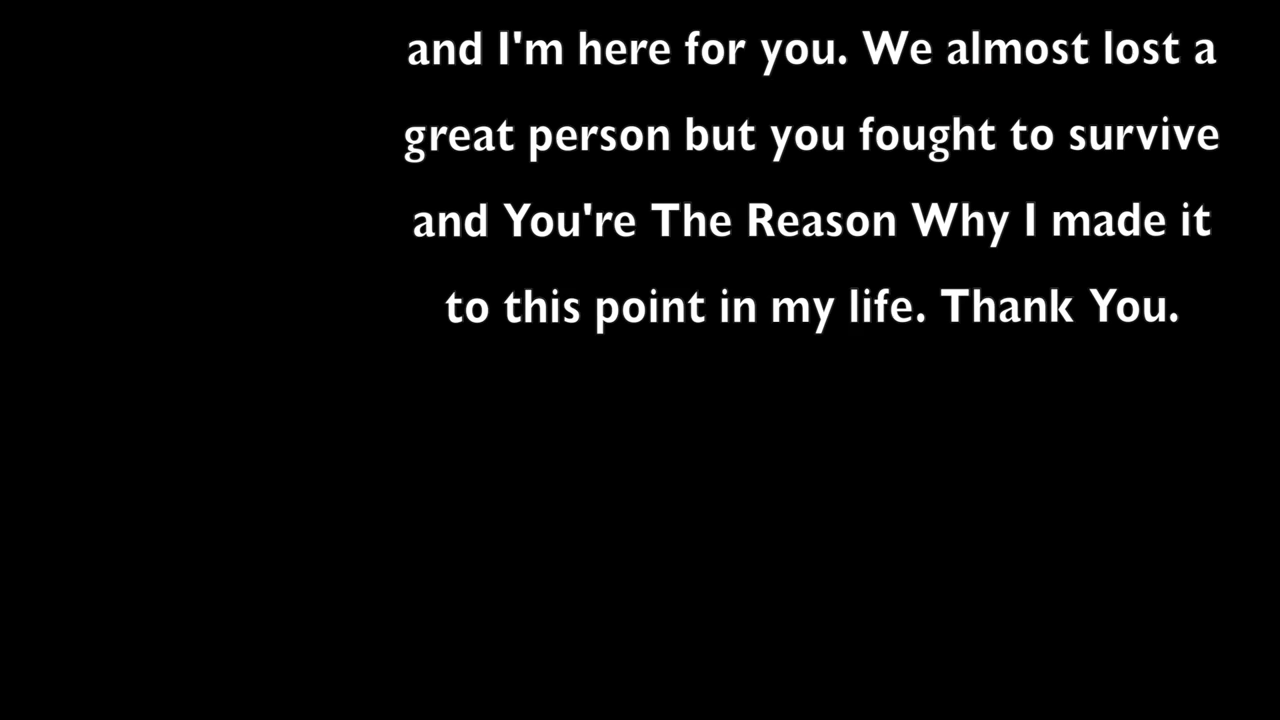 and I'm here for you. We almost lost a
great person but you fought to survive
and You're The Reason Why I made it
to this point in my life. Thank You.